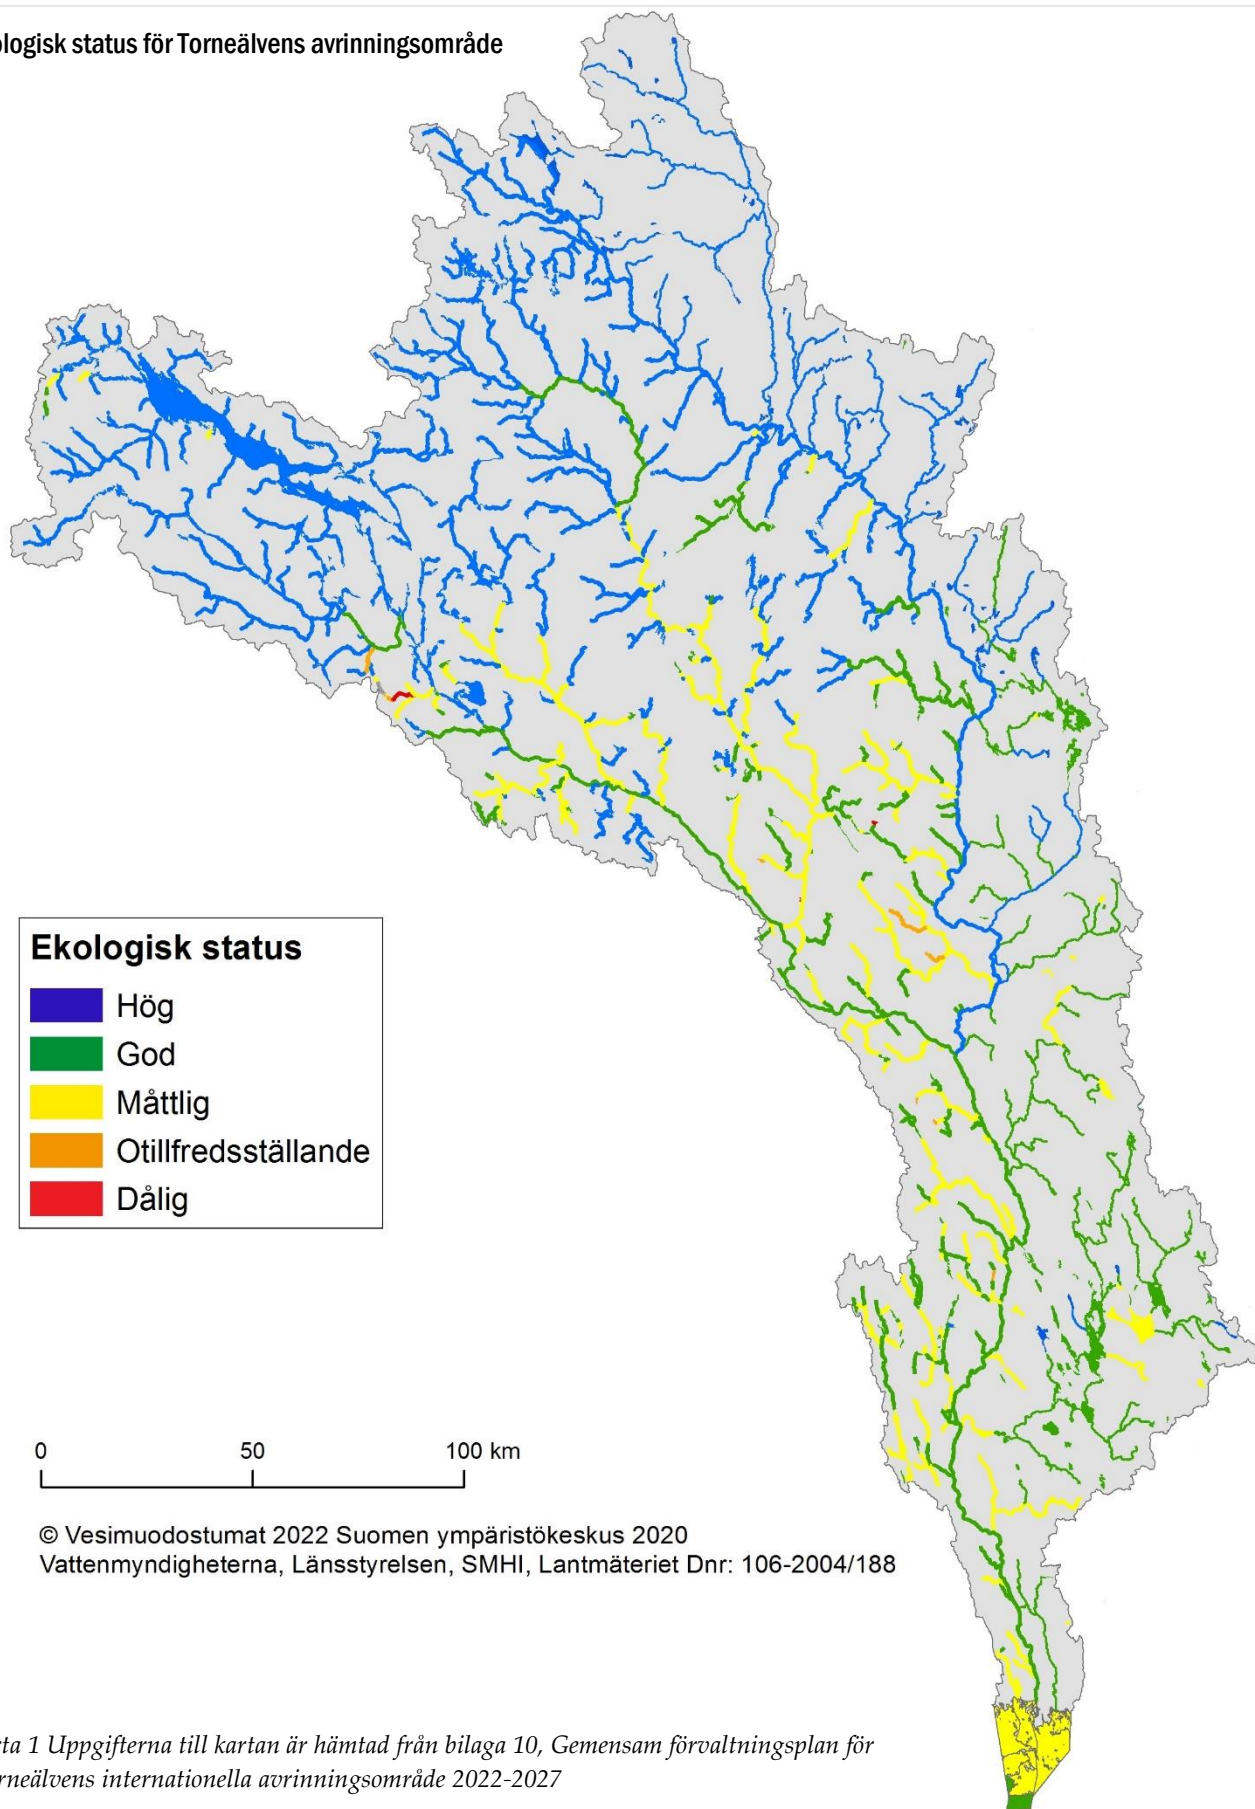 ologisk status för Torneälvens avrinningsområde
Ekologisk status
Hög
God
Måttlig
Otillfredsställande
Dålig
0 50 100 km
© Vesimuodostumat 2022 Suomen ympäristökeskus 2020
Vattenmyndigheterna, Länsstyrelsen, SMHI, Lantmäteriet Dnr: 106-2004/188
ta 1 Uppgifterna till kartan är hämtad från bilaga 10, Gemensam förvaltningsplan för
rneälvens internationella avrinningsområde 2022-2027